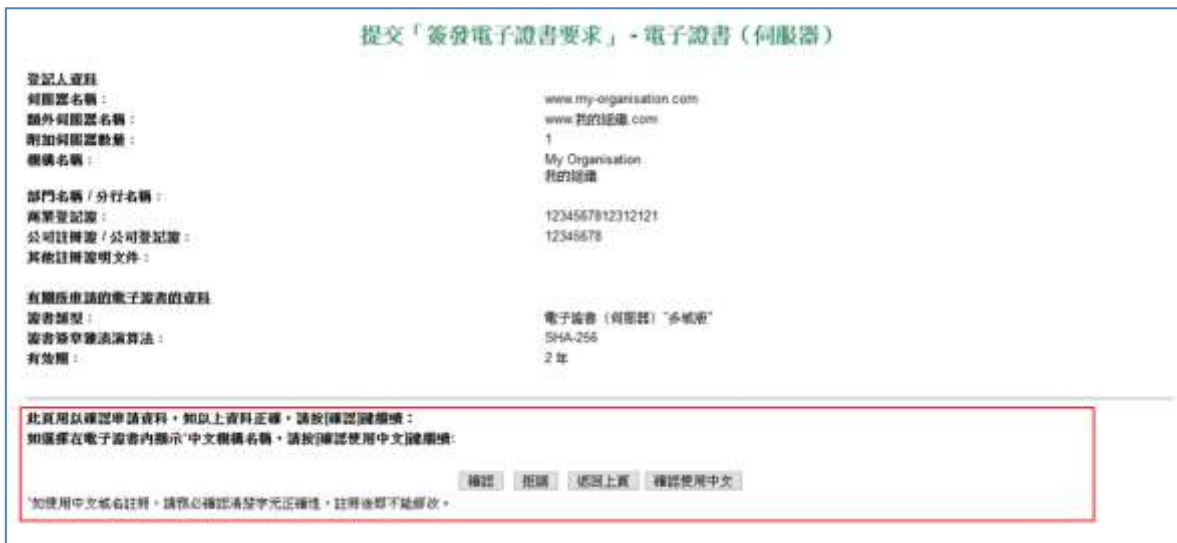 提交「簽發電子證書要求」- 電子證書（伺服器）
登記人資料
伺服器名稱： www.my-organisation.com
額外伺服器名稱： www.我的組織.com
附加伺服器數量： 1
機構名稱： My Organisation
我的組織
部門名稱 / 分行名稱：
商業登記證： 1234567812312121
公司註冊證 / 公司登記證： 12345678
其他註冊證明文件：
有關所申請的電子證書的資料
證書類型： 電子證書（伺服器）"多域版"
證書簽章雜湊演算法： SHA-256
有效期： 2 年
此頁用以確認申請資料，如以上資料正確，請按[確認]鍵繼續：
如選擇在電子證書內顯示*中文機構名稱，請按[確認使用中文]鍵繼續:
確認 拒絕 返回上頁 確認使用中文
*如使用中文域名註冊，請務必確認清楚字元正確性，註冊後都不能修改。